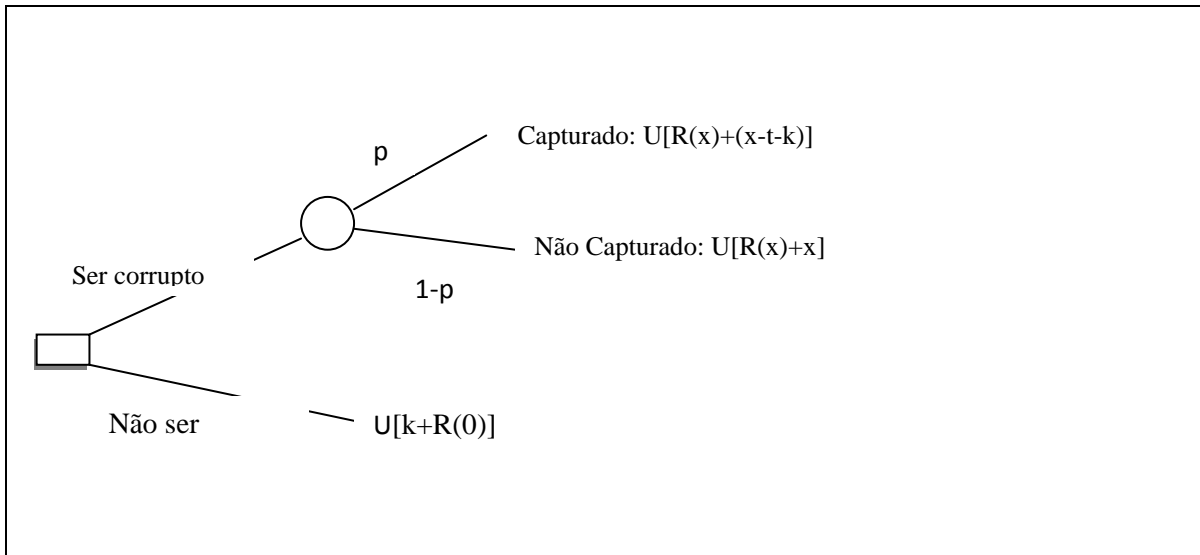 p
Capturado: U[R(x)+(x-t-k)]
Não Capturado: U[R(x)+x]
Ser corrupto
1-p
Não ser
U[k+R(0)]